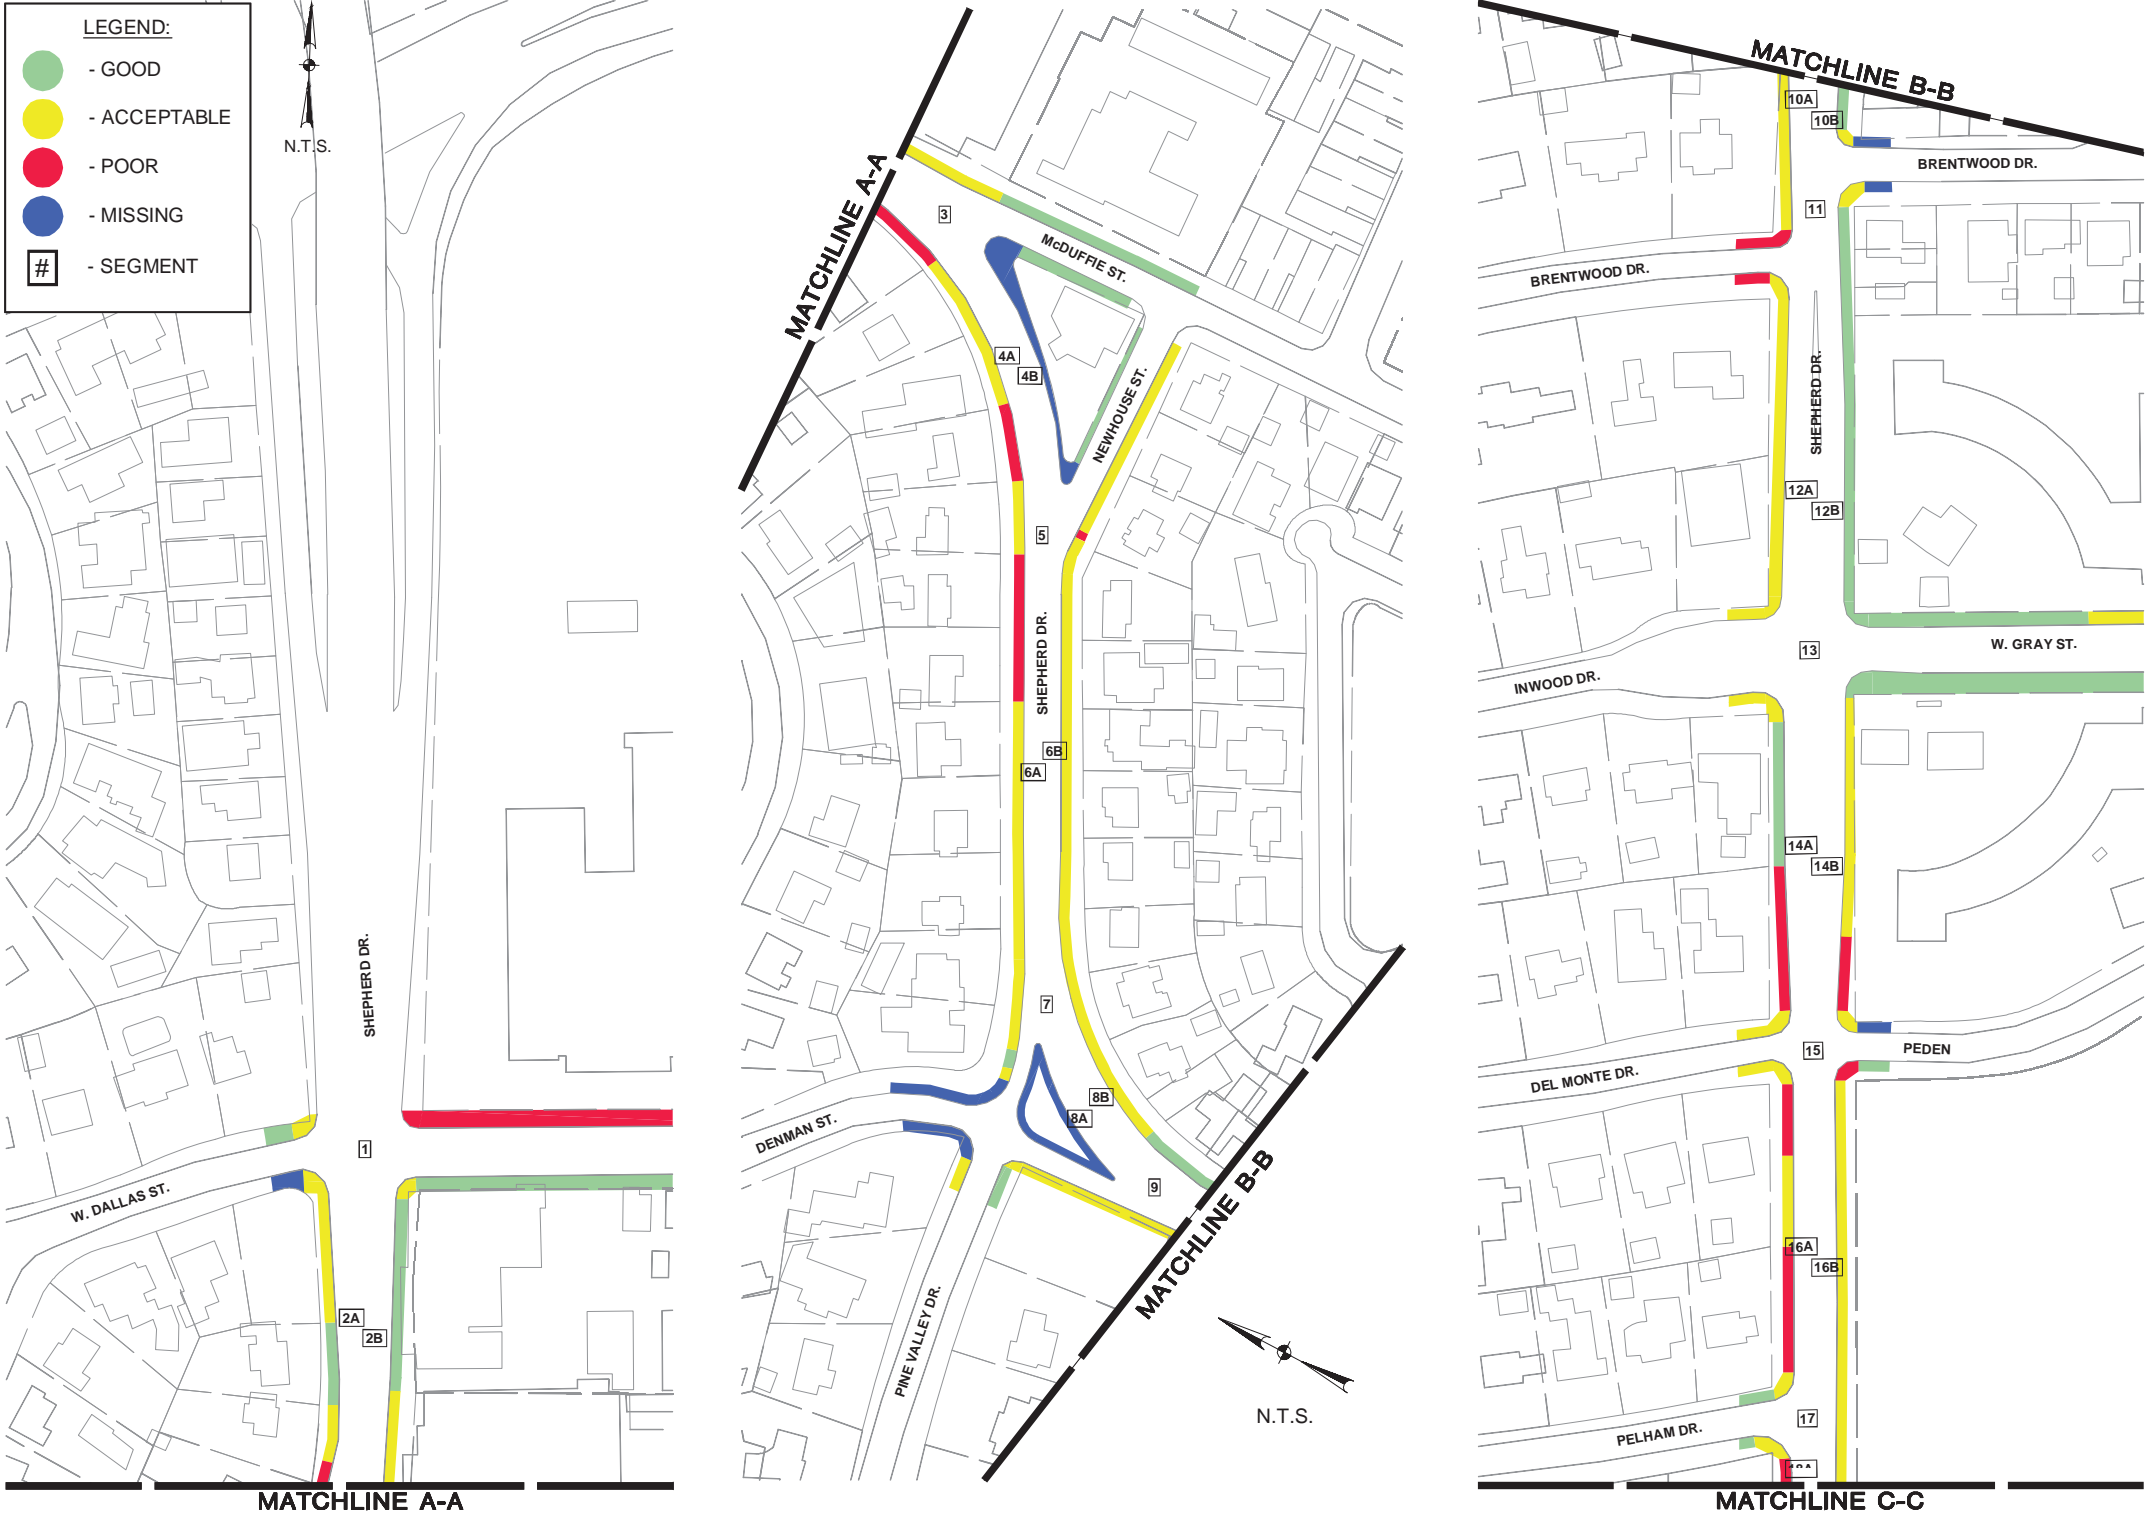 LEGEND:
- GOOD
- ACCEPTABLE
- POOR
- MISSING
# - SEGMENT
N.T.S.
SHEPHERD DR.
1
W. DALLAS ST.
2A
2B
MATCHLINE A-A
MATCHLINE A-A
3
McDUFFIE ST.
4A
4B
NEWHOUSE ST.
5
SHEPHERD DR.
6B
6A
7
8B
8A
DENMAN ST.
9
PINE VALLEY DR.
MATCHLINE B-B
N.T.S.
MATCHLINE B-B
10A
10B
BRENTWOOD DR.
11
BRENTWOOD DR.
SHEPHERD DR.
12A
12B
W. GRAY ST.
13
INWOOD DR.
14A
14B
15
PEDEN
DEL MONTE DR.
16A
16B
17
PELHAM DR.
18A
MATCHLINE C-C